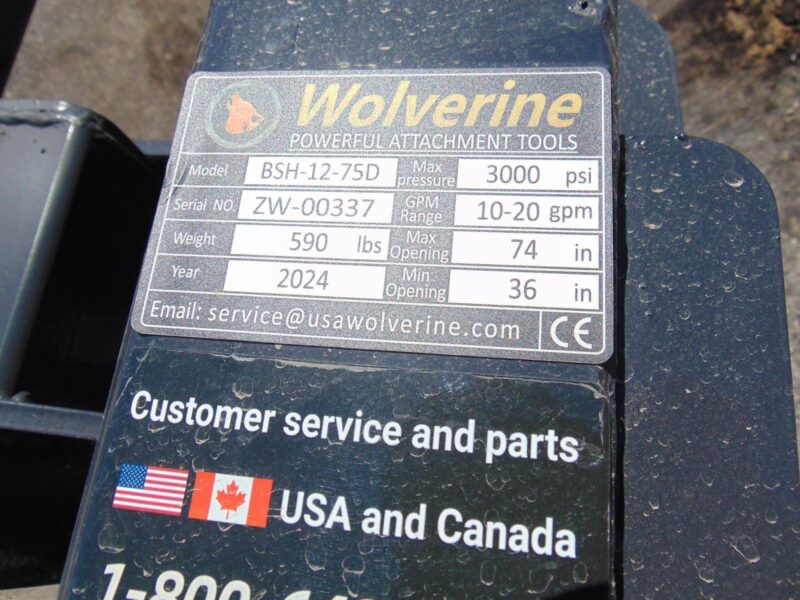 Wolverine
POWERFUL ATTACHMENT TOOLS
Model BSH-12-75D Max pressure 3000 psi
Serial NO. ZW-00337 GPM Range 10-20 gpm
Weight 590 lbs Max Opening 74 in
Year 2024 Min Opening 36 in
Email: service@usawolverine.com CE
Customer service and parts
USA and Canada
1-800-